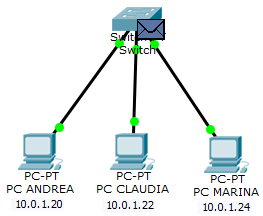 Switch
Switch
PC-PT
PC ANDREA
10.0.1.20
PC-PT
PC CLAUDIA
10.0.1.22
PC-PT
PC MARINA
10.0.1.24